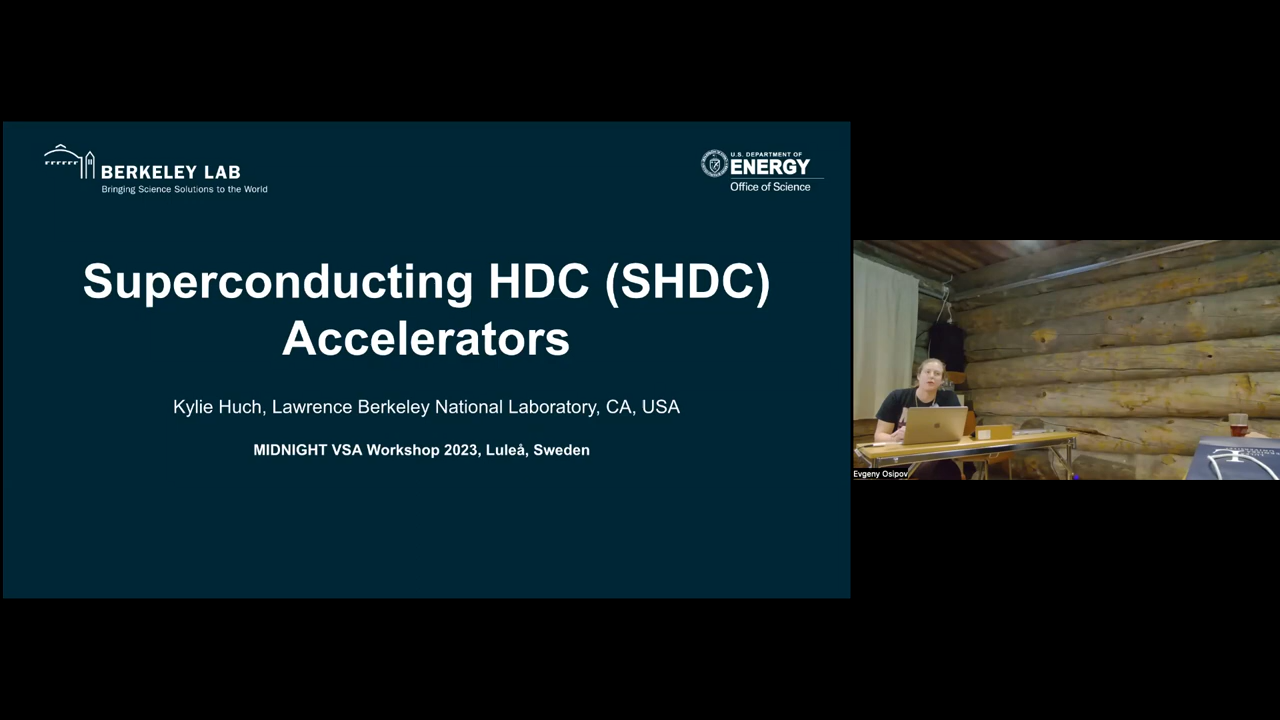 BERKELEY LAB
Bringing Science Solutions to the World
U.S. DEPARTMENT OF
ENERGY
Office of Science
Superconducting HDC (SHDC)
Accelerators
Kylie Huch, Lawrence Berkeley National Laboratory, CA, USA
MIDNIGHT VSA Workshop 2023, Luleå, Sweden
Evgeny Osipov